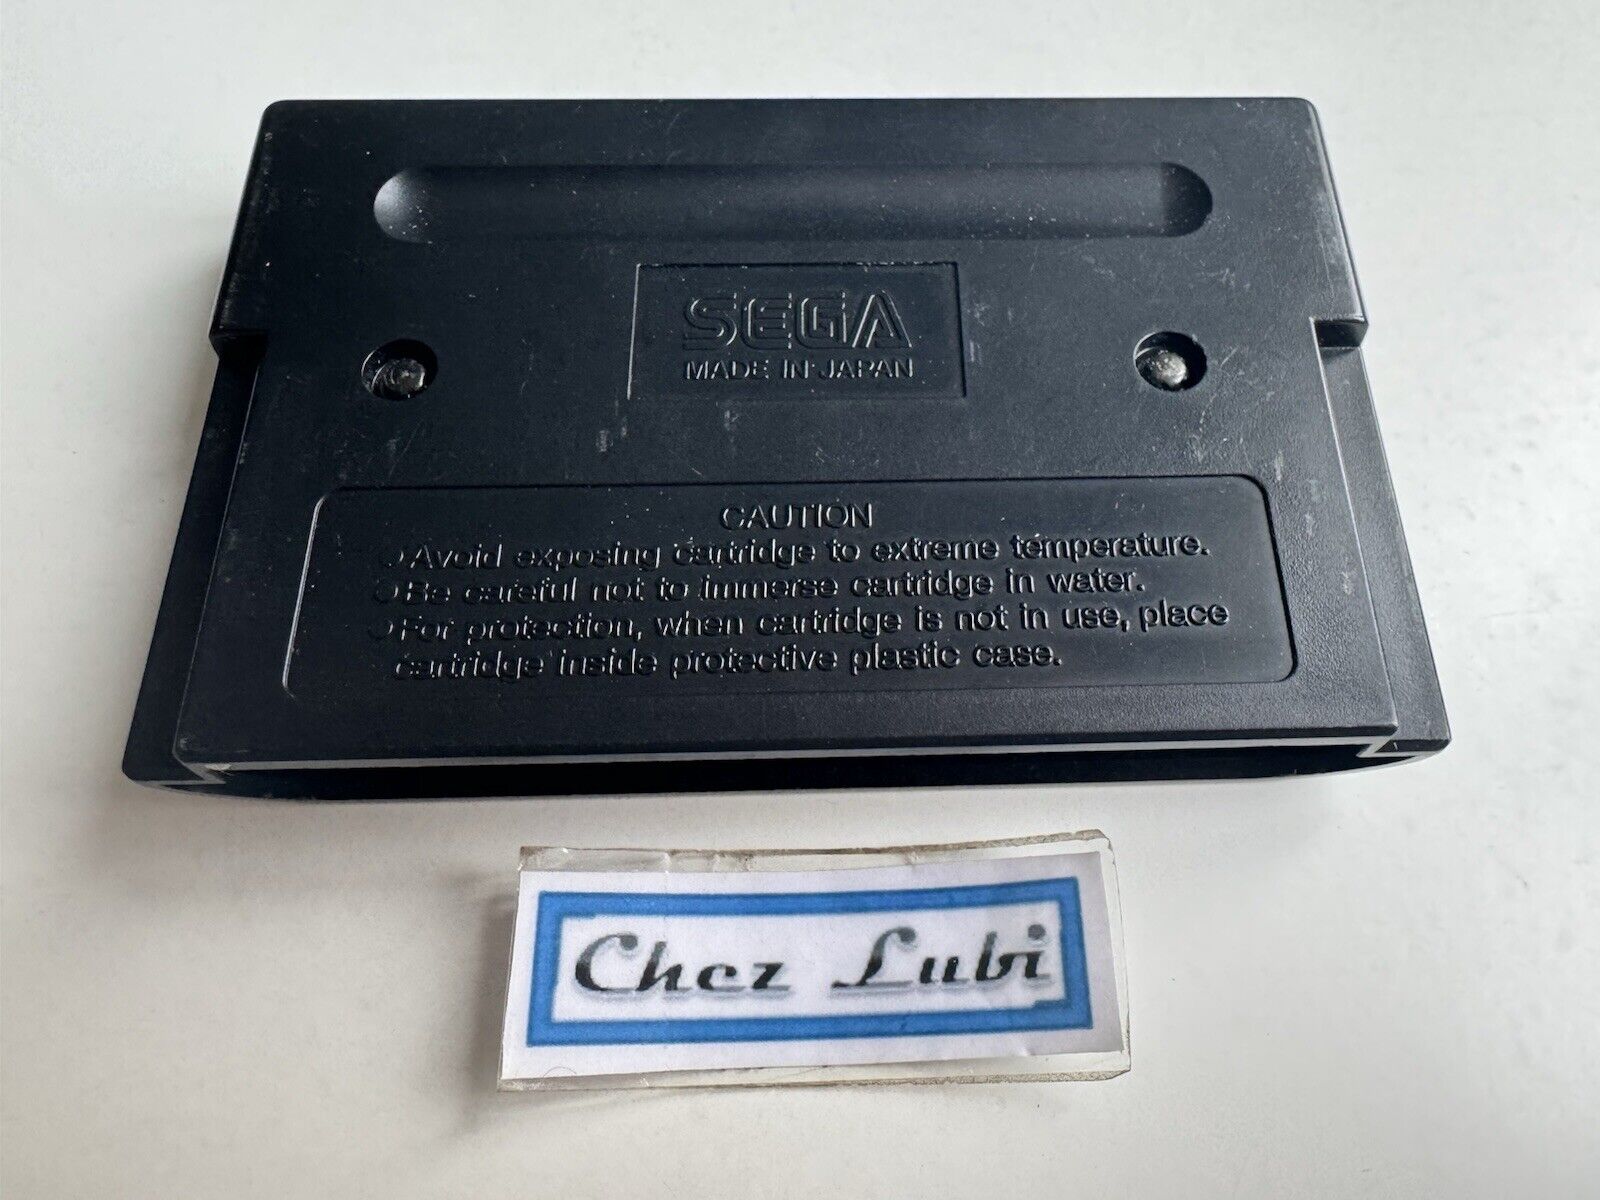 SEGA
MADE IN JAPAN
CAUTION
●Avoid exposing cartridge to extreme temperature.
●Be careful not to immerse cartridge in water.
●For protection, when cartridge is not in use, place
cartridge inside protective plastic case.
Chez Lubi